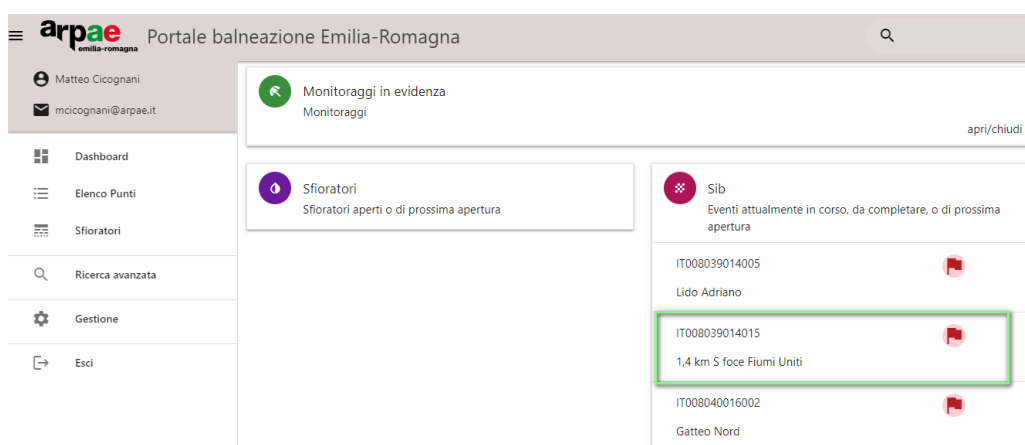 arpae
emilia-romagna
Portale balneazione Emilia-Romagna
Matteo Cicognani
mcicognani@arpae.it
Dashboard
Elenco Punti
Sfioratori
Ricerca avanzata
Gestione
Esci
Monitoraggi in evidenza
Monitoraggi
apri/chiudi
Sfioratori
Sfioratori aperti o di prossima apertura
Sib
Eventi attualmente in corso, da completare, o di prossima
apertura
IT008039014005
Lido Adriano
IT008039014015
1,4 km S foce Fiumi Uniti
IT008040016002
Gatteo Nord